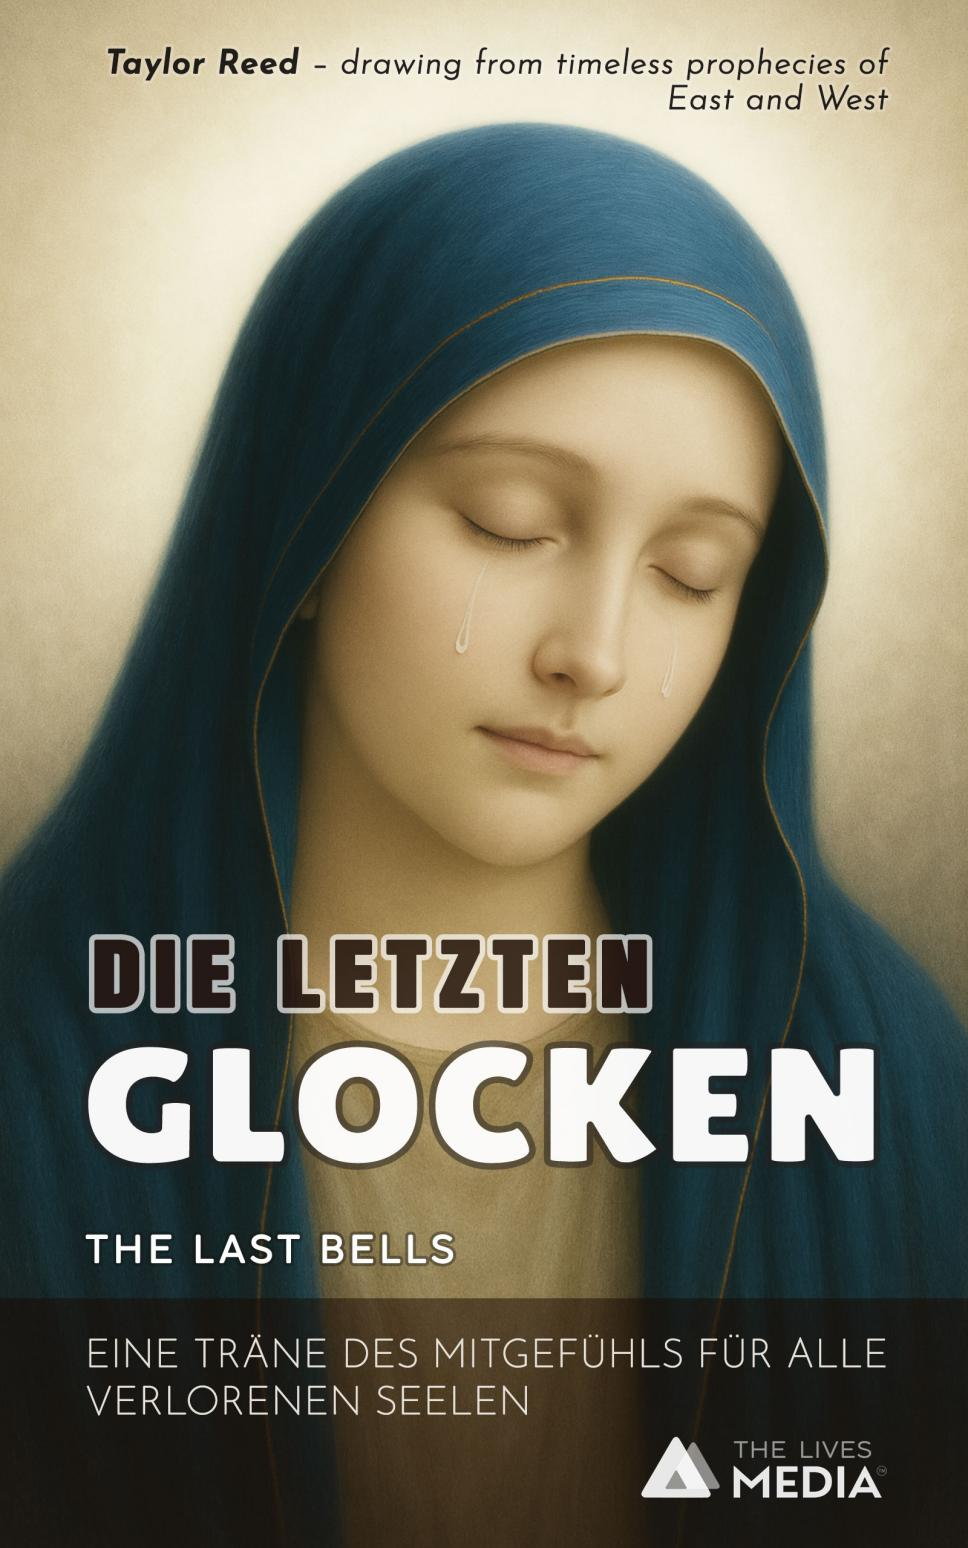 Taylor Reed – drawing from timeless prophecies of
East and West
DIE LETZTEN
GLOCKEN
THE LAST BELLS
EINE TRÄNE DES MITGEFÜHLS FÜR ALLE
VERLORENEN SEELEN
THE LIVES
MEDIA™